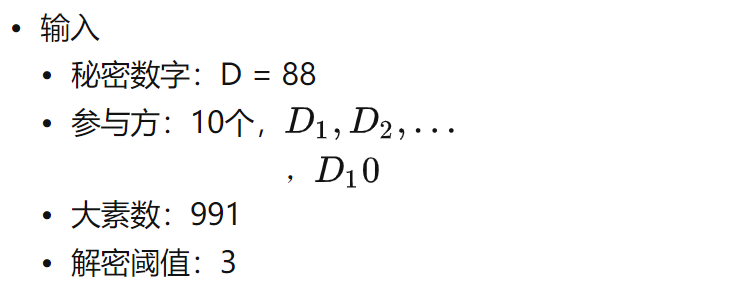 • 输入
• 秘密数字：D = 88
• 参与方：10个，D₁, D₂, …
，D₁0
• 大素数：991
• 解密阈值：3